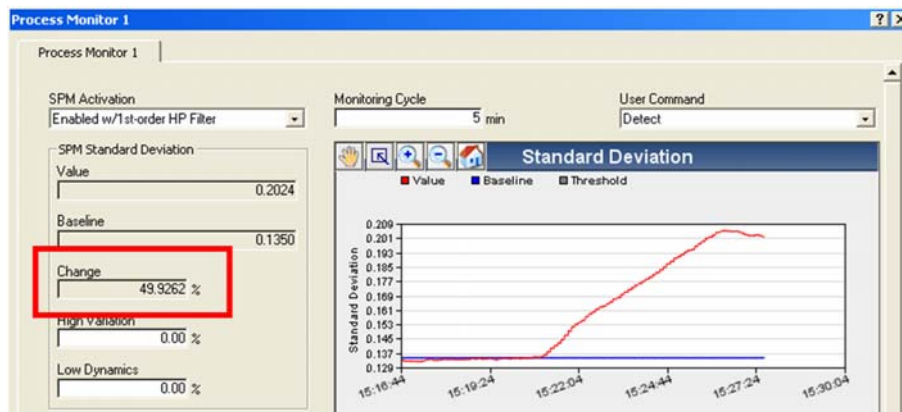 Process Monitor 1
Process Monitor 1
SPM Activation
Monitoring Cycle
User Command
Enabled w/1st-order HP Filter
5 min
Detect
SPM Standard Deviation
Value
0.2024
Baseline
0.1350
Change
49.9262 %
High Variation
0.00 %
Low Dynamics
0.00 %
Standard Deviation
Value Baseline Threshold
Standard Deviation
0.209
0.201
0.193
0.185
0.177
0.169
0.161
0.153
0.145
0.137
0.129
15:16:44 15:19:24 15:22:04 15:24:44 15:27:24 15:30:04